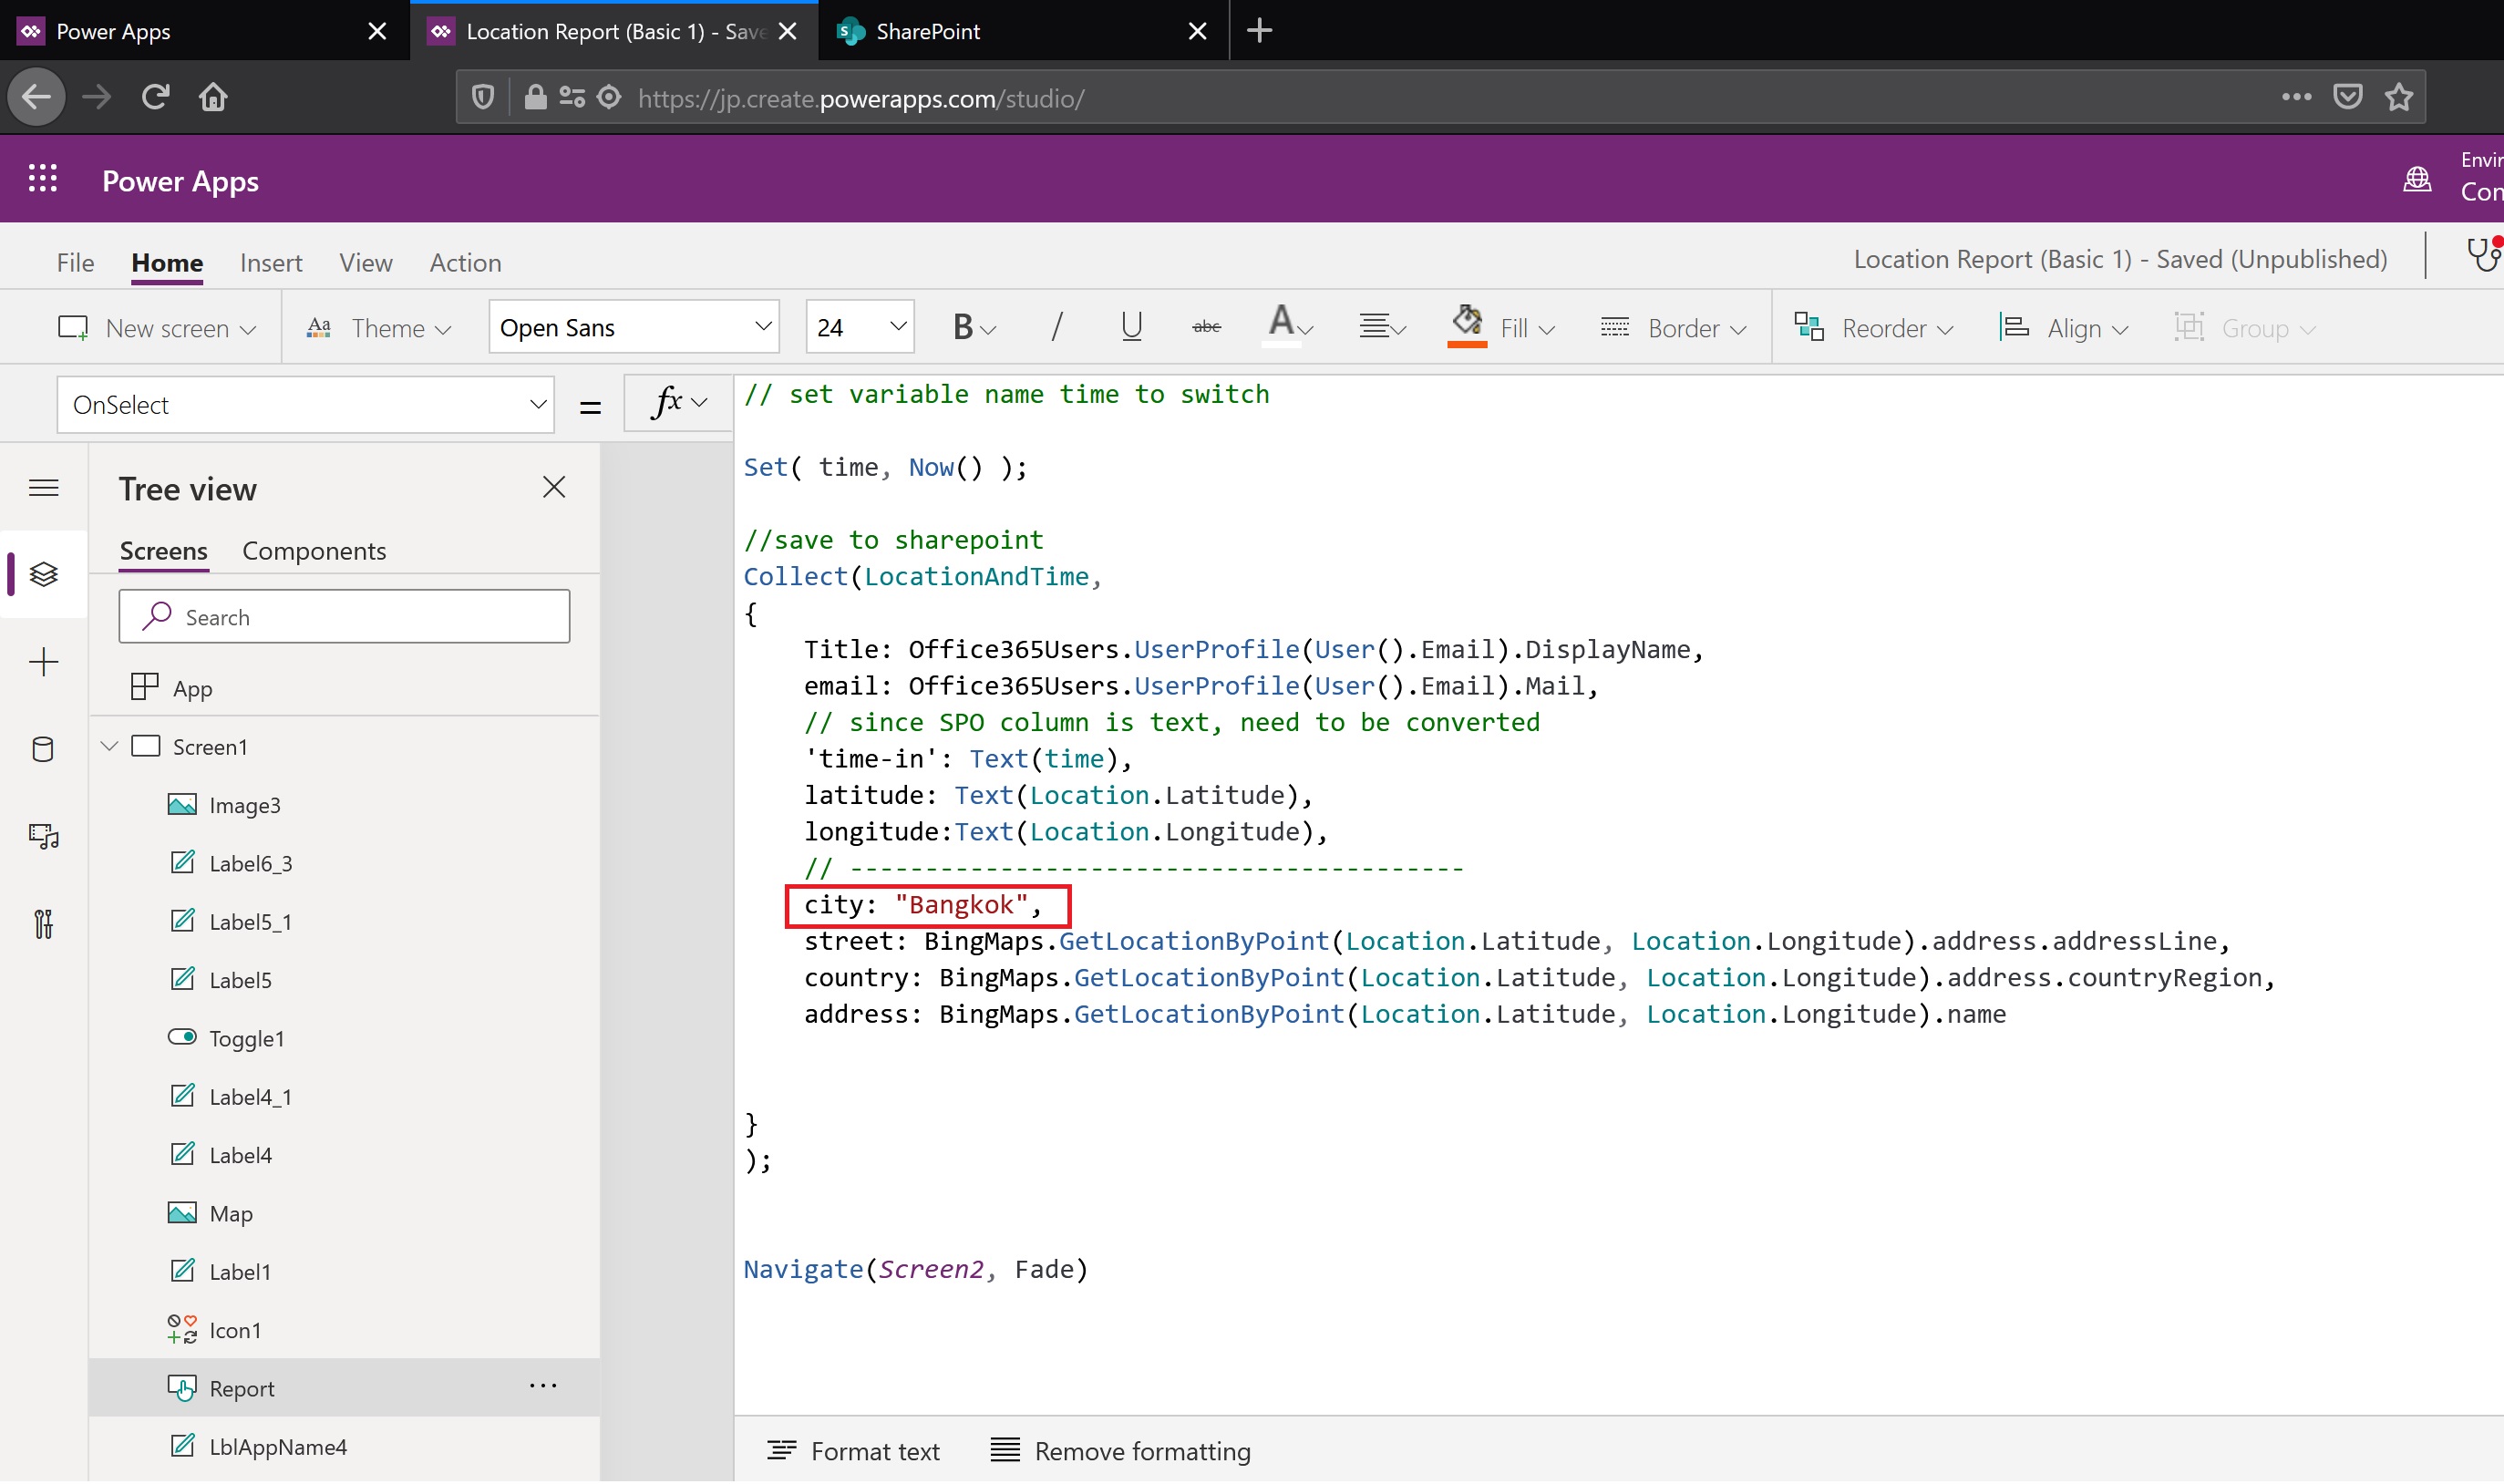 Power Apps
Location Report (Basic 1) - Save
SharePoint
https://jp.create.powerapps.com/studio/
Power Apps
Envir
Con
File
Home
Insert
View
Action
Location Report (Basic 1) - Saved (Unpublished)
New screen
Theme
Open Sans
24
B
/
U
abc
A
Fill
Border
Reorder
Align
Group
OnSelect
=
fx
Tree view
Screens
Components
Search
App
Screen1
Image3
Label6_3
Label5_1
Label5
Toggle1
Label4_1
Label4
Map
Label1
Icon1
Report
...
LblAppName4
// set variable name time to switch
Set( time, Now() );
//save to sharepoint
Collect(LocationAndTime,
{
Title: Office365Users.UserProfile(User().Email).DisplayName,
email: Office365Users.UserProfile(User().Email).Mail,
// since SPO column is text, need to be converted
'time-in': Text(time),
latitude: Text(Location.Latitude),
longitude:Text(Location.Longitude),
// -----------------------------------------
city: "Bangkok",
street: BingMaps.GetLocationByPoint(Location.Latitude, Location.Longitude).address.addressLine,
country: BingMaps.GetLocationByPoint(Location.Latitude, Location.Longitude).address.countryRegion,
address: BingMaps.GetLocationByPoint(Location.Latitude, Location.Longitude).name
}
);
Navigate(Screen2, Fade)
Format text
Remove formatting